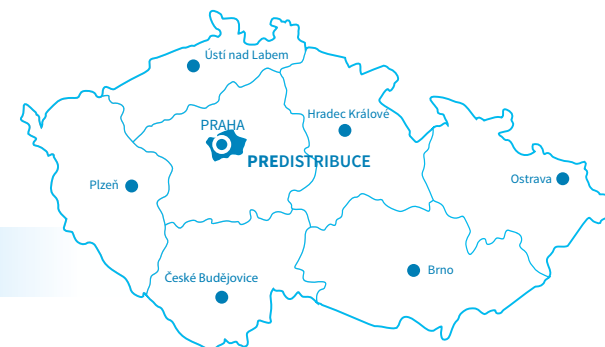 Ústí nad Labem
Hradec Králové
PRAHA
PREDISTRIBUCE
Plzeň
Ostrava
České Budějovice
Brno